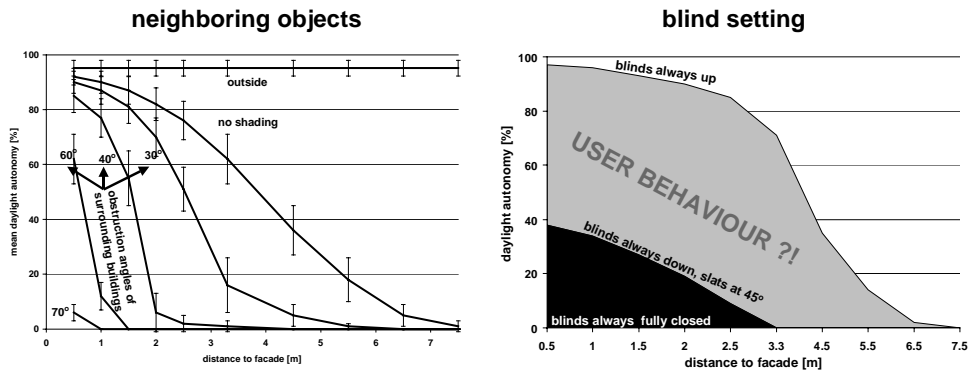 neighboring objects
100
80
60
40
20
0
mean daylight autonomy [%]
outside
no shading
60°
40°
30°
obstruction angles of
surrounding buildings
70°
0 1 2 3 4 5 6 7
distance to facade [m]
blind setting
100
80
60
40
20
0
daylight autonomy [%]
blinds always up
USER BEHAVIOUR ?!
blinds always down, slats at 45°
blinds always fully closed
0.5 1 1.5 2 2.5 3.3 4.5 5.5 6.5 7.5
distance to facade [m]